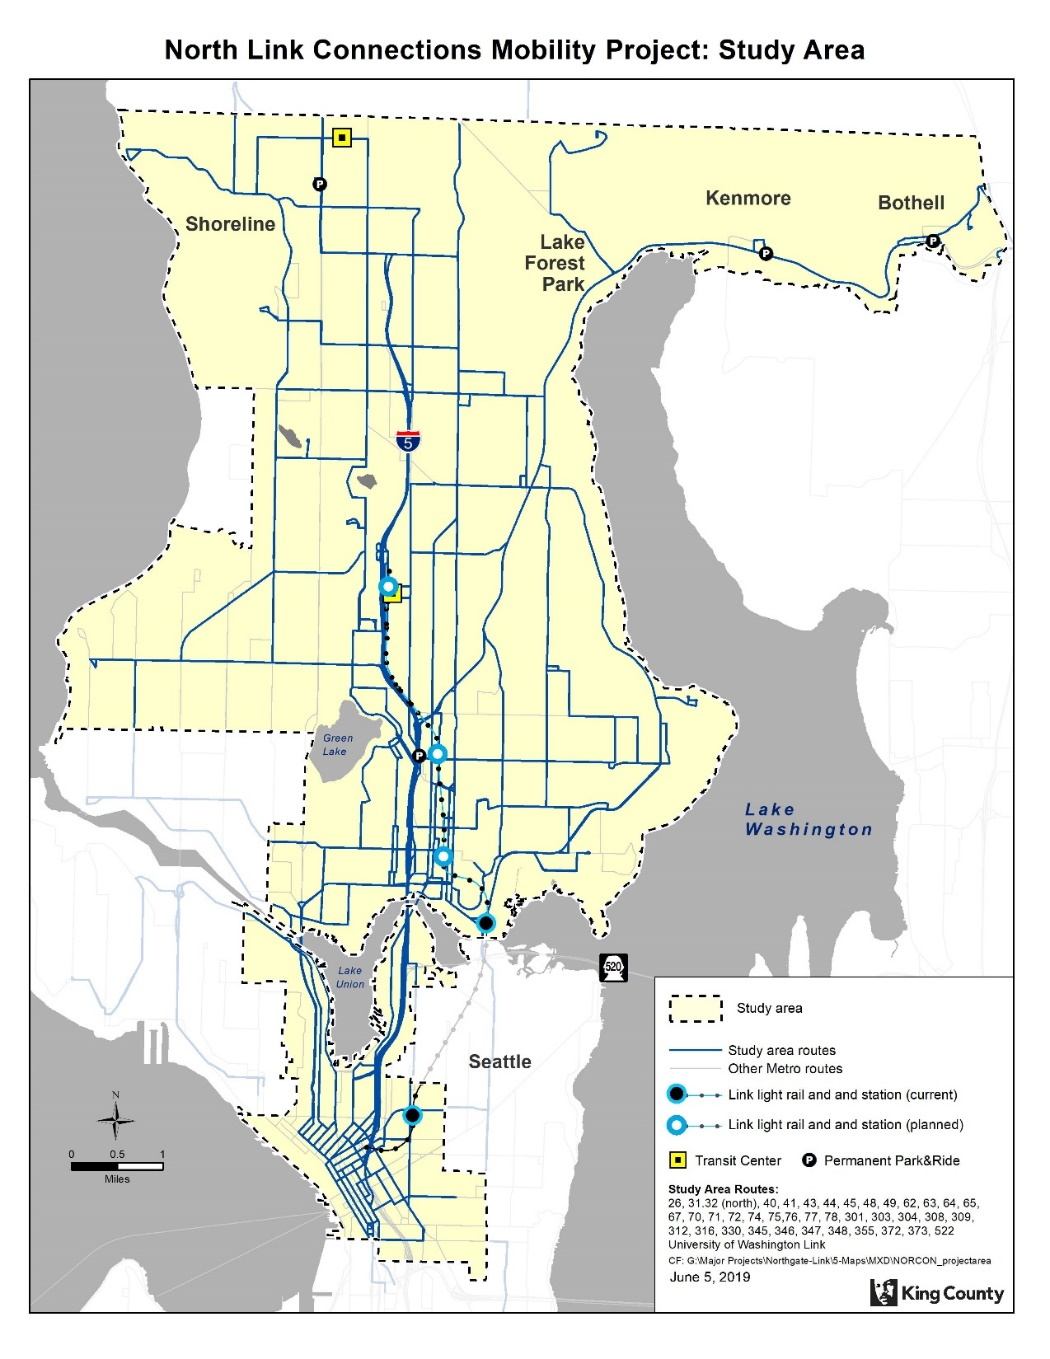 North Link Connections Mobility Project: Study Area
P
Shoreline
Kenmore
Bothell
P
Lake
Forest
Park
P
5
Green
Lake
P
Lake
Washington
Lake
Union
520
Seattle
N
0 0.5 1
Miles
Study area
Study area routes
Other Metro routes
Link light rail and and station (current)
Link light rail and and station (planned)
Transit Center
P Permanent Park&Ride
Study Area Routes:
26, 31.32 (north), 40, 41, 43, 44, 45, 48, 49, 62, 63, 64, 65,
67, 70, 71, 72, 74, 75,76, 77, 78, 301, 303, 304, 308, 309,
312, 316, 330, 345, 346, 347, 348, 355, 372, 373, 522
University of Washington Link
CF: G:\Major Projects\Northgate-Link\5-Maps\MXD\NORCON_projectarea
June 5, 2019
King County